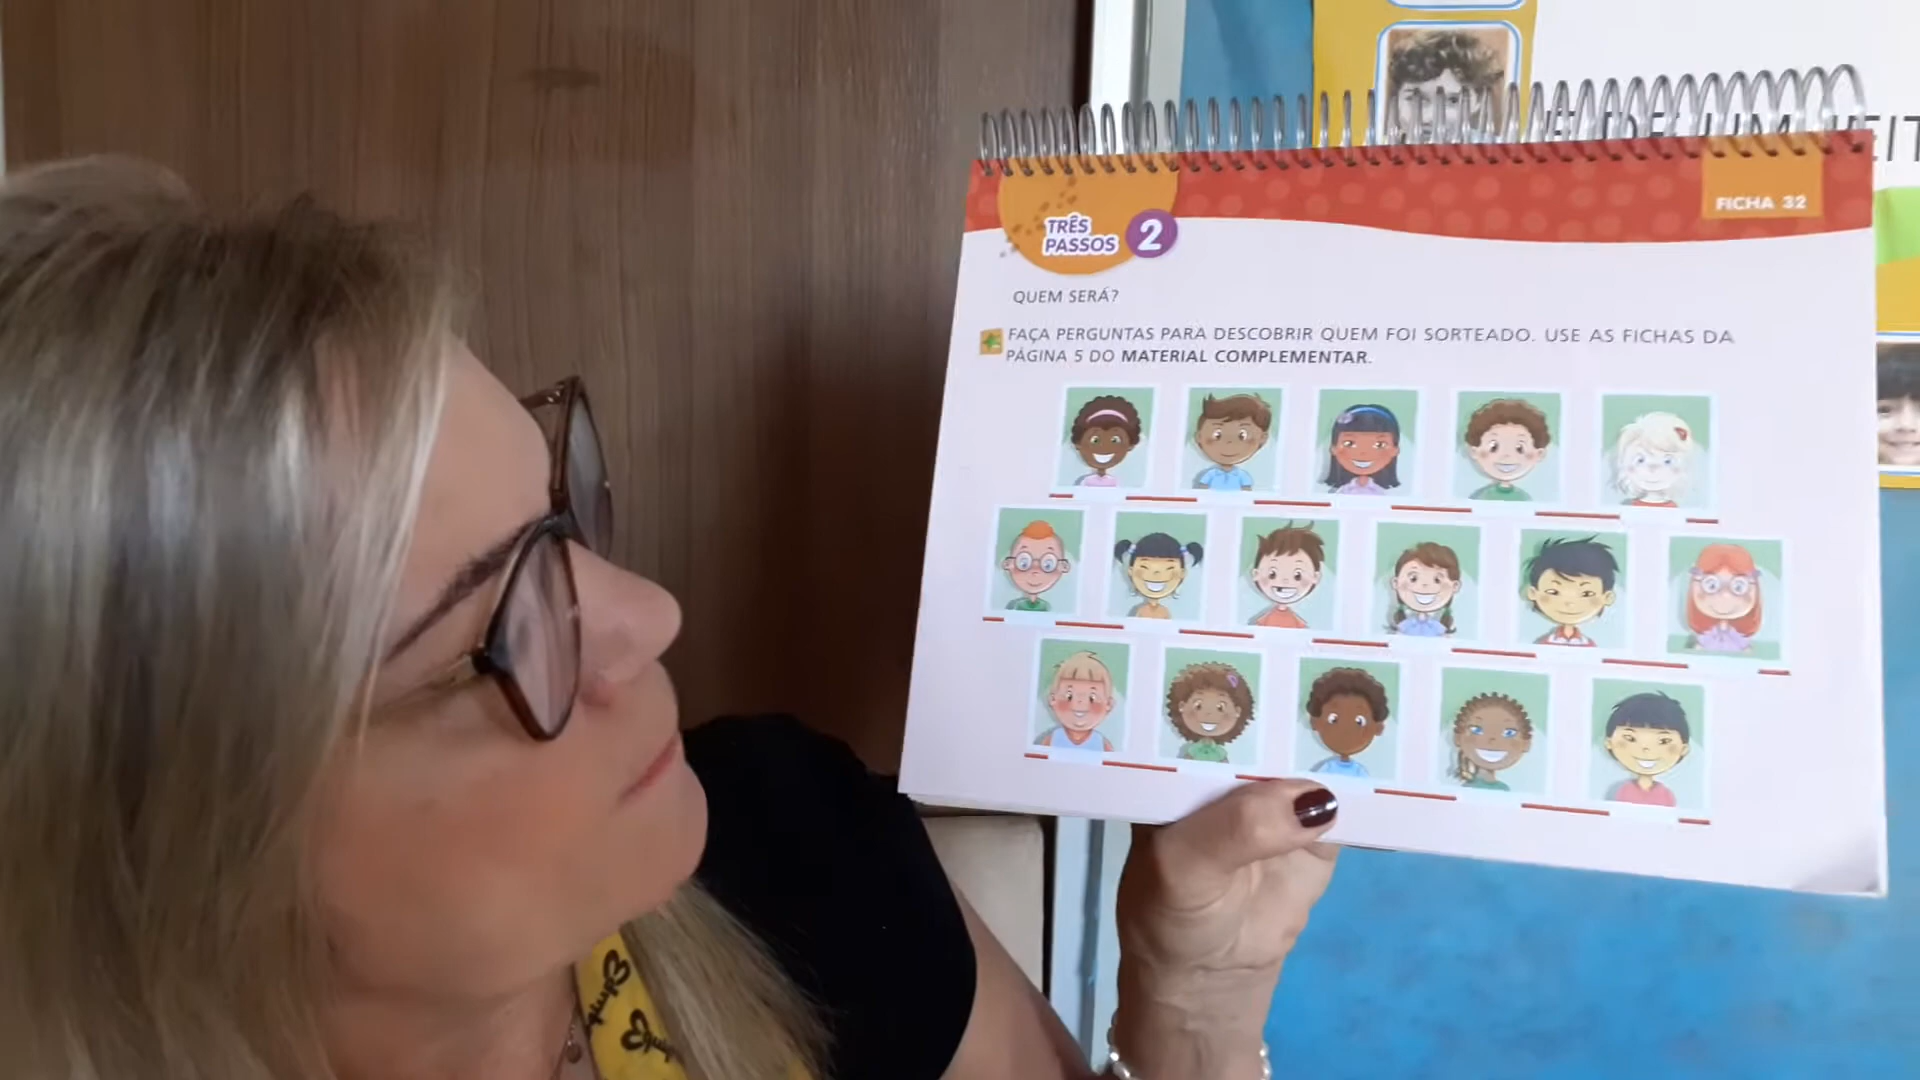 TRÊS
PASSOS 2
FICHA 32
QUEM SERÁ?
FAÇA PERGUNTAS PARA DESCOBRIR QUEM FOI SORTEADO. USE AS FICHAS DA
PÁGINA 5 DO MATERIAL COMPLEMENTAR.